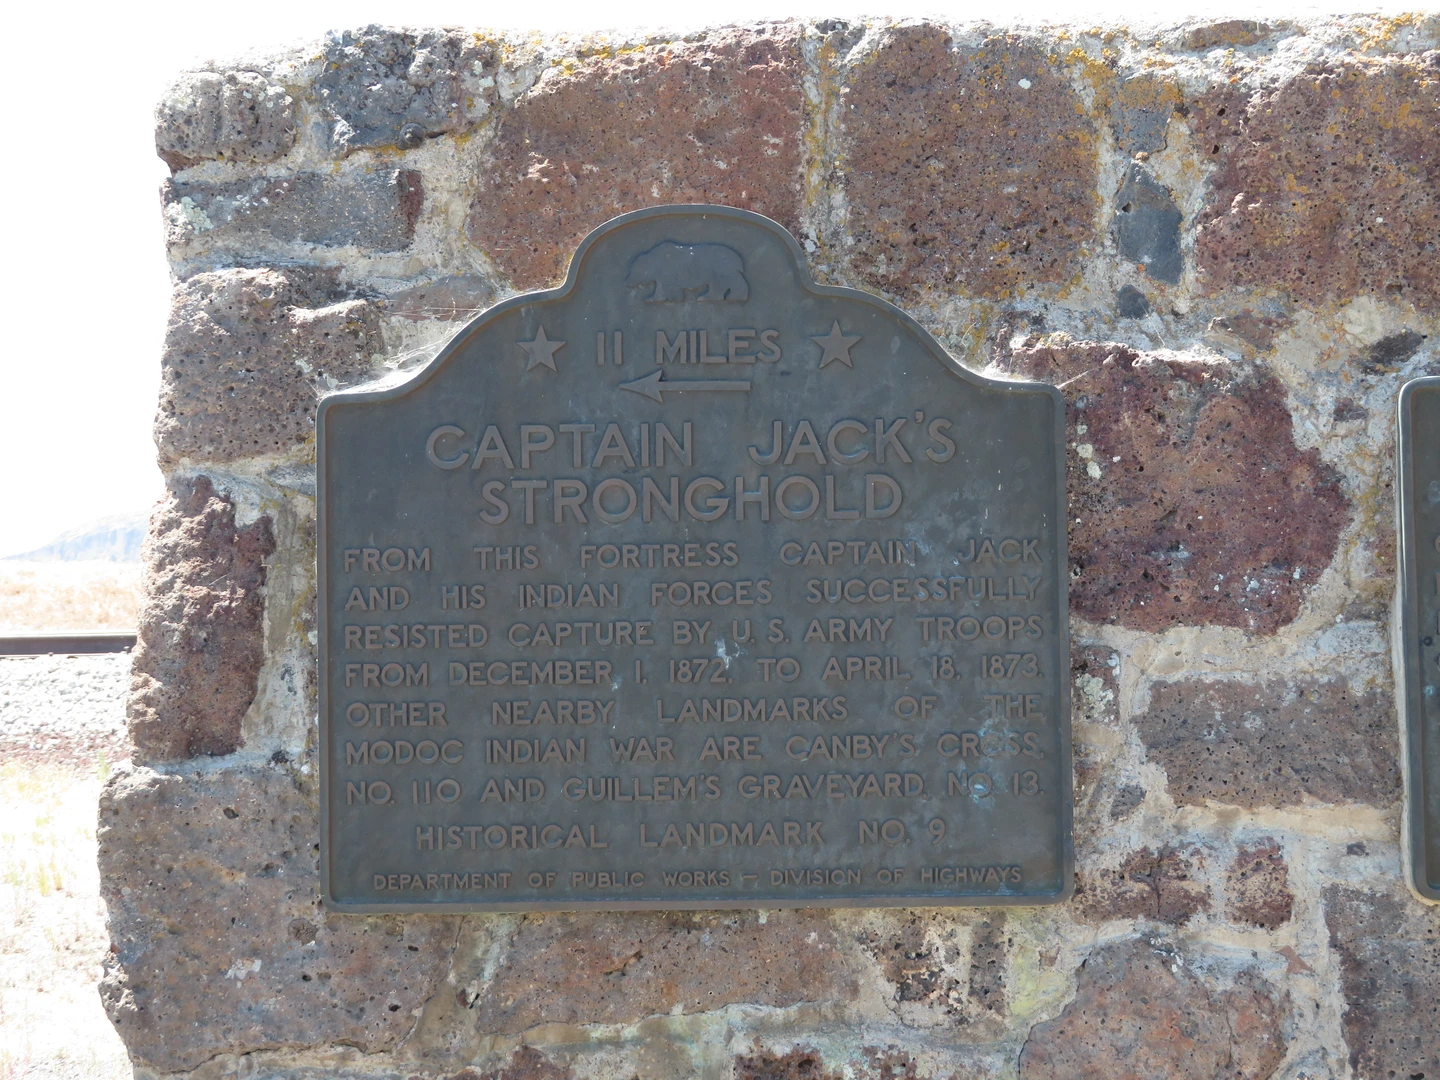 11 MILES
CAPTAIN JACK'S
STRONGHOLD
FROM THIS FORTRESS CAPTAIN JACK
AND HIS INDIAN FORCES SUCCESSFULLY
RESISTED CAPTURE BY U.S. ARMY TROOPS
FROM DECEMBER 1, 1872, TO APRIL 18, 1873.
OTHER NEARBY LANDMARKS OF THE
MODOC INDIAN WAR ARE CANBY'S CROSS,
NO. 110 AND GUILLEM'S GRAVEYARD, NO. 13.
HISTORICAL LANDMARK NO. 9
DEPARTMENT OF PUBLIC WORKS — DIVISION OF HIGHWAYS